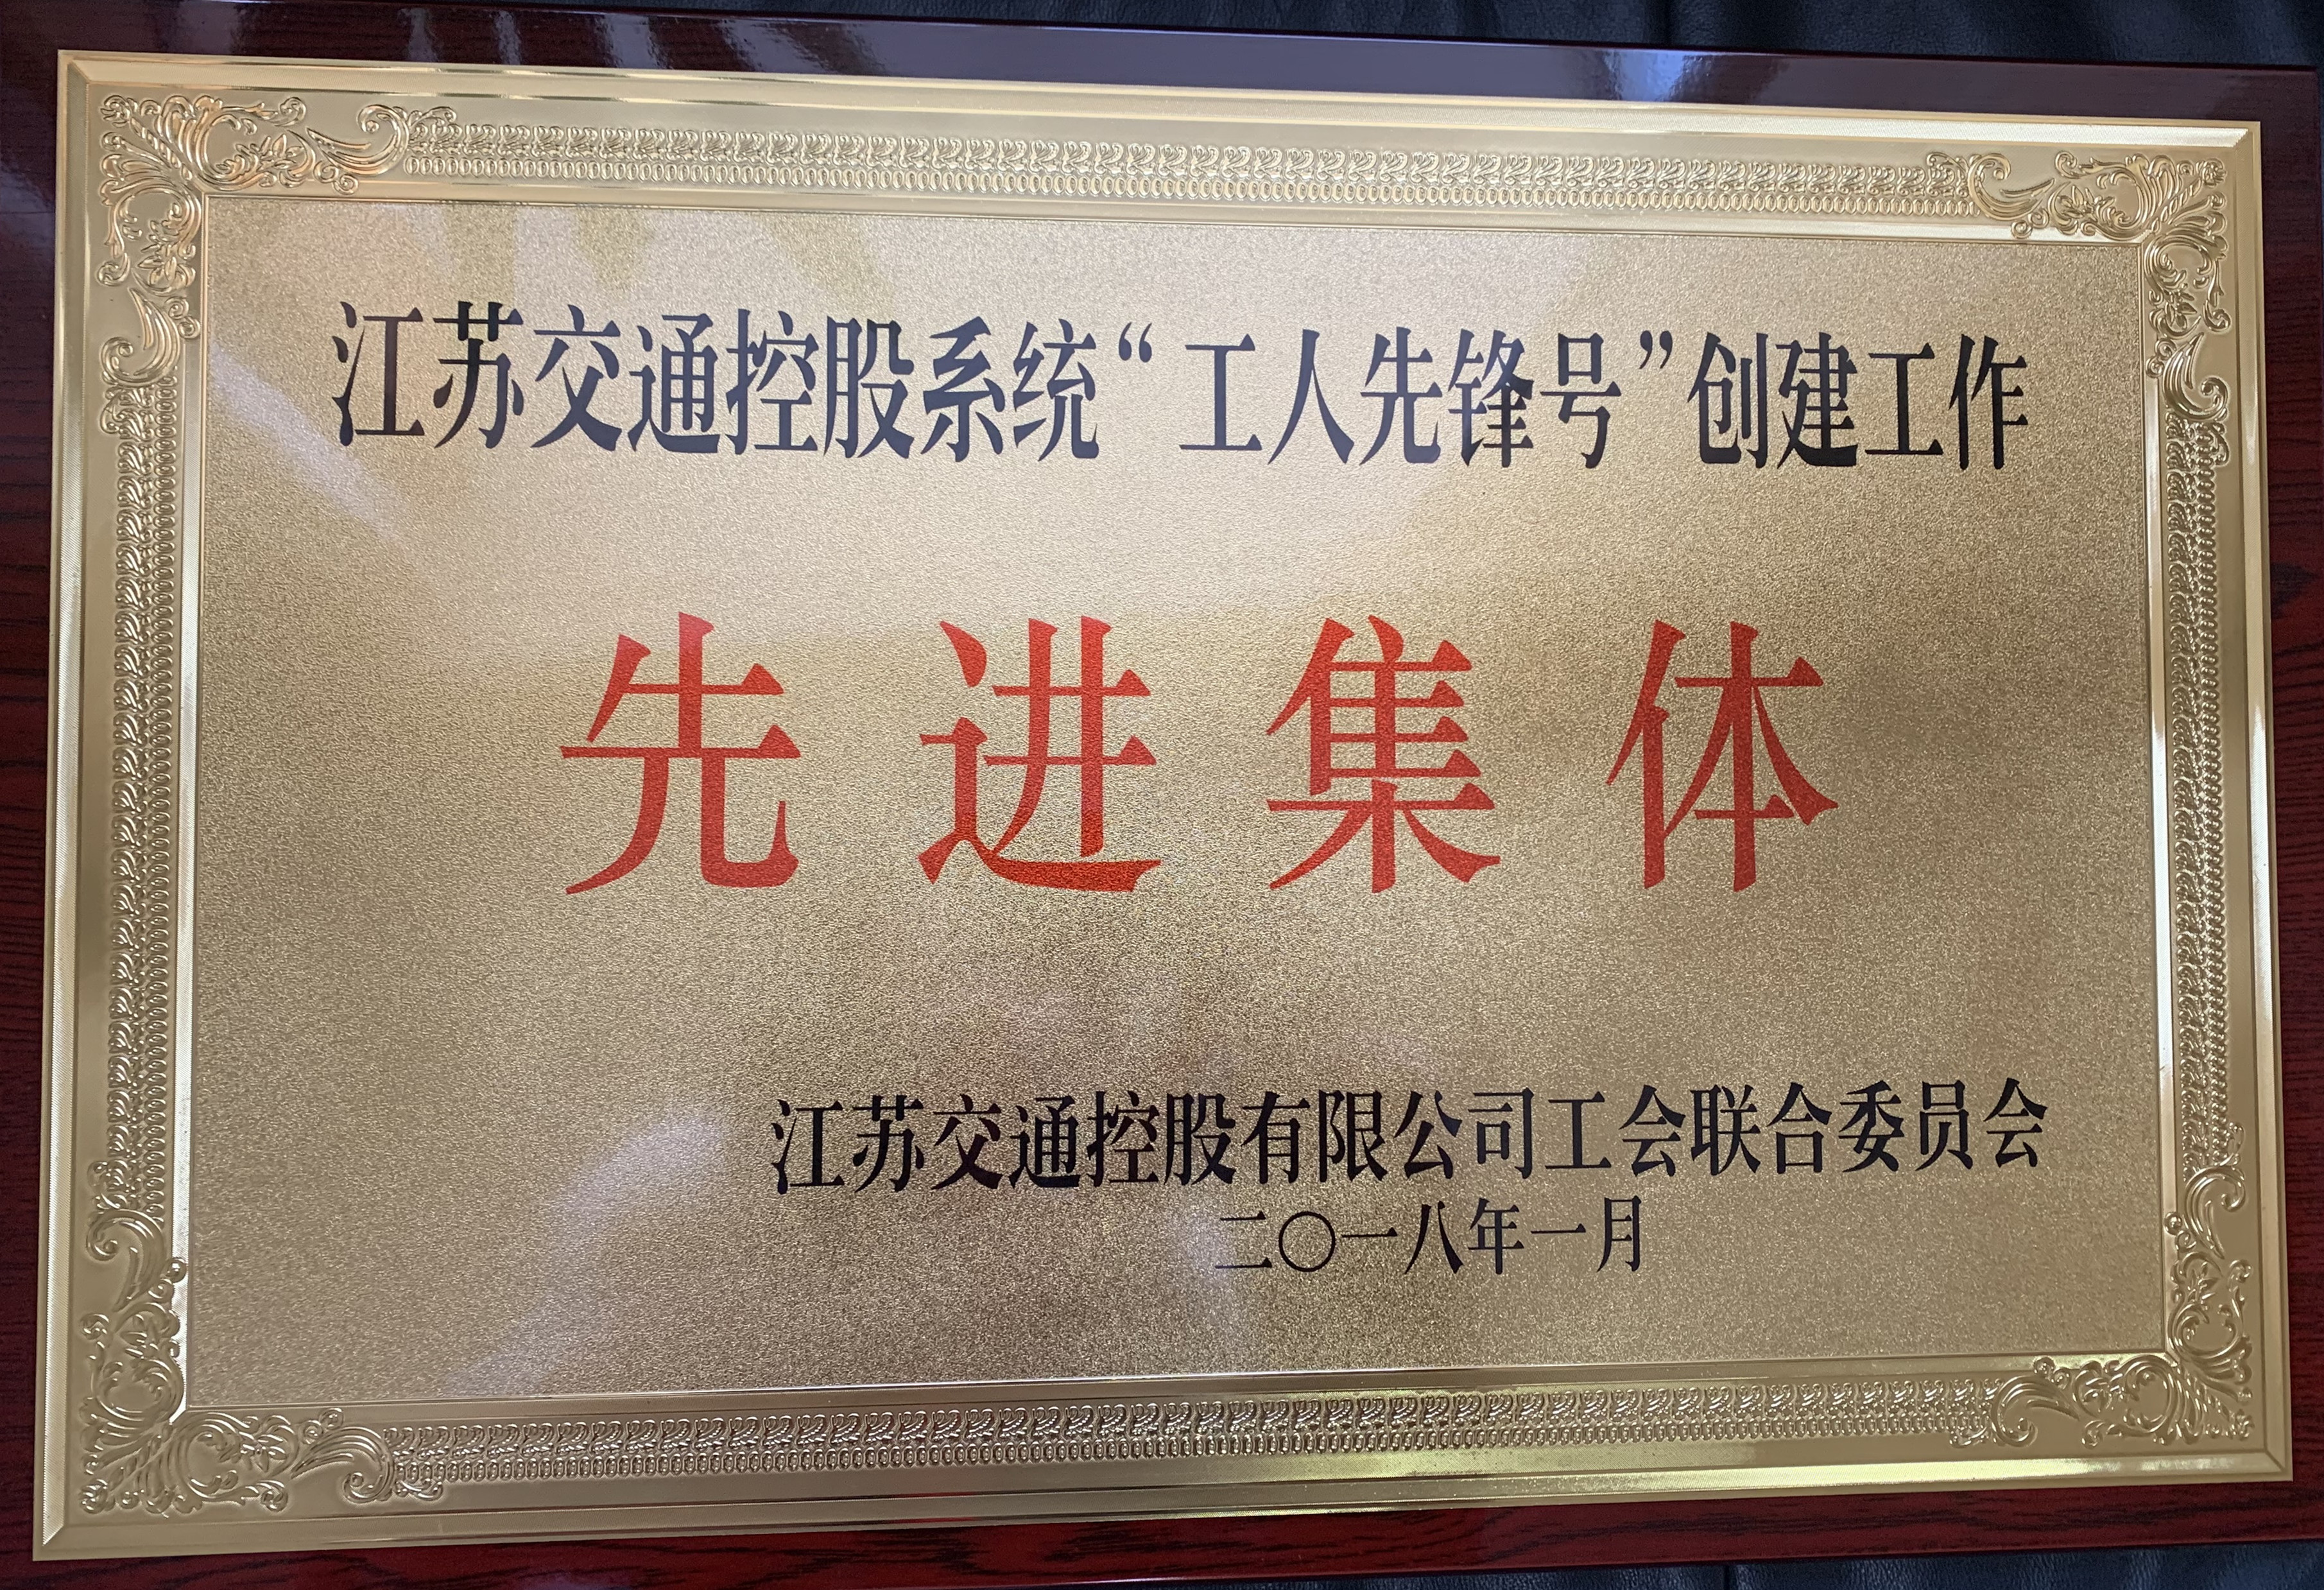 江苏交通控股系统“工人先锋号”创建工作
先进集体
江苏交通控股有限公司工会联合委员会
二〇一八年一月